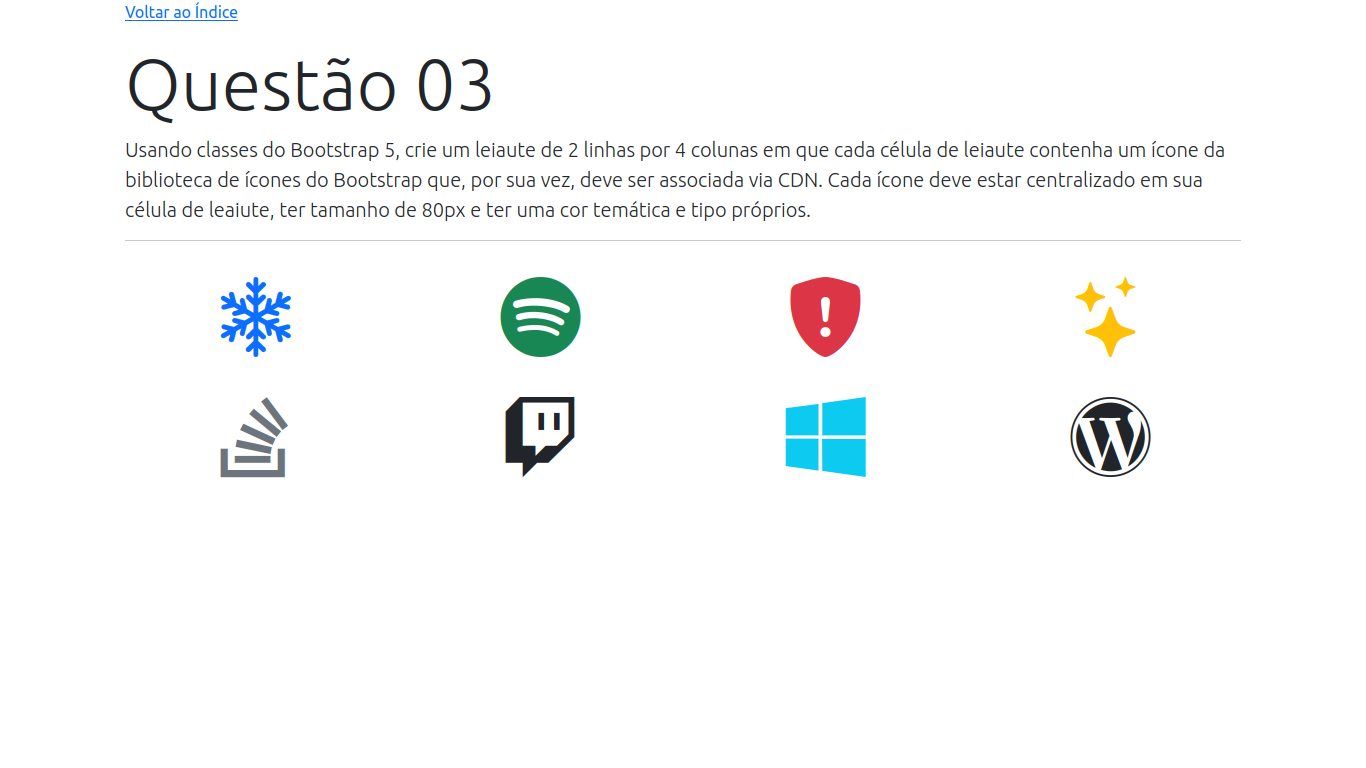 Voltar ao Índice
Questão 03
Usando classes do Bootstrap 5, crie um leiaute de 2 linhas por 4 colunas em que cada célula de leiaute contenha um ícone da
biblioteca de ícones do Bootstrap que, por sua vez, deve ser associada via CDN. Cada ícone deve estar centralizado em sua
célula de leaiute, ter tamanho de 80px e ter uma cor temática e tipo próprios.